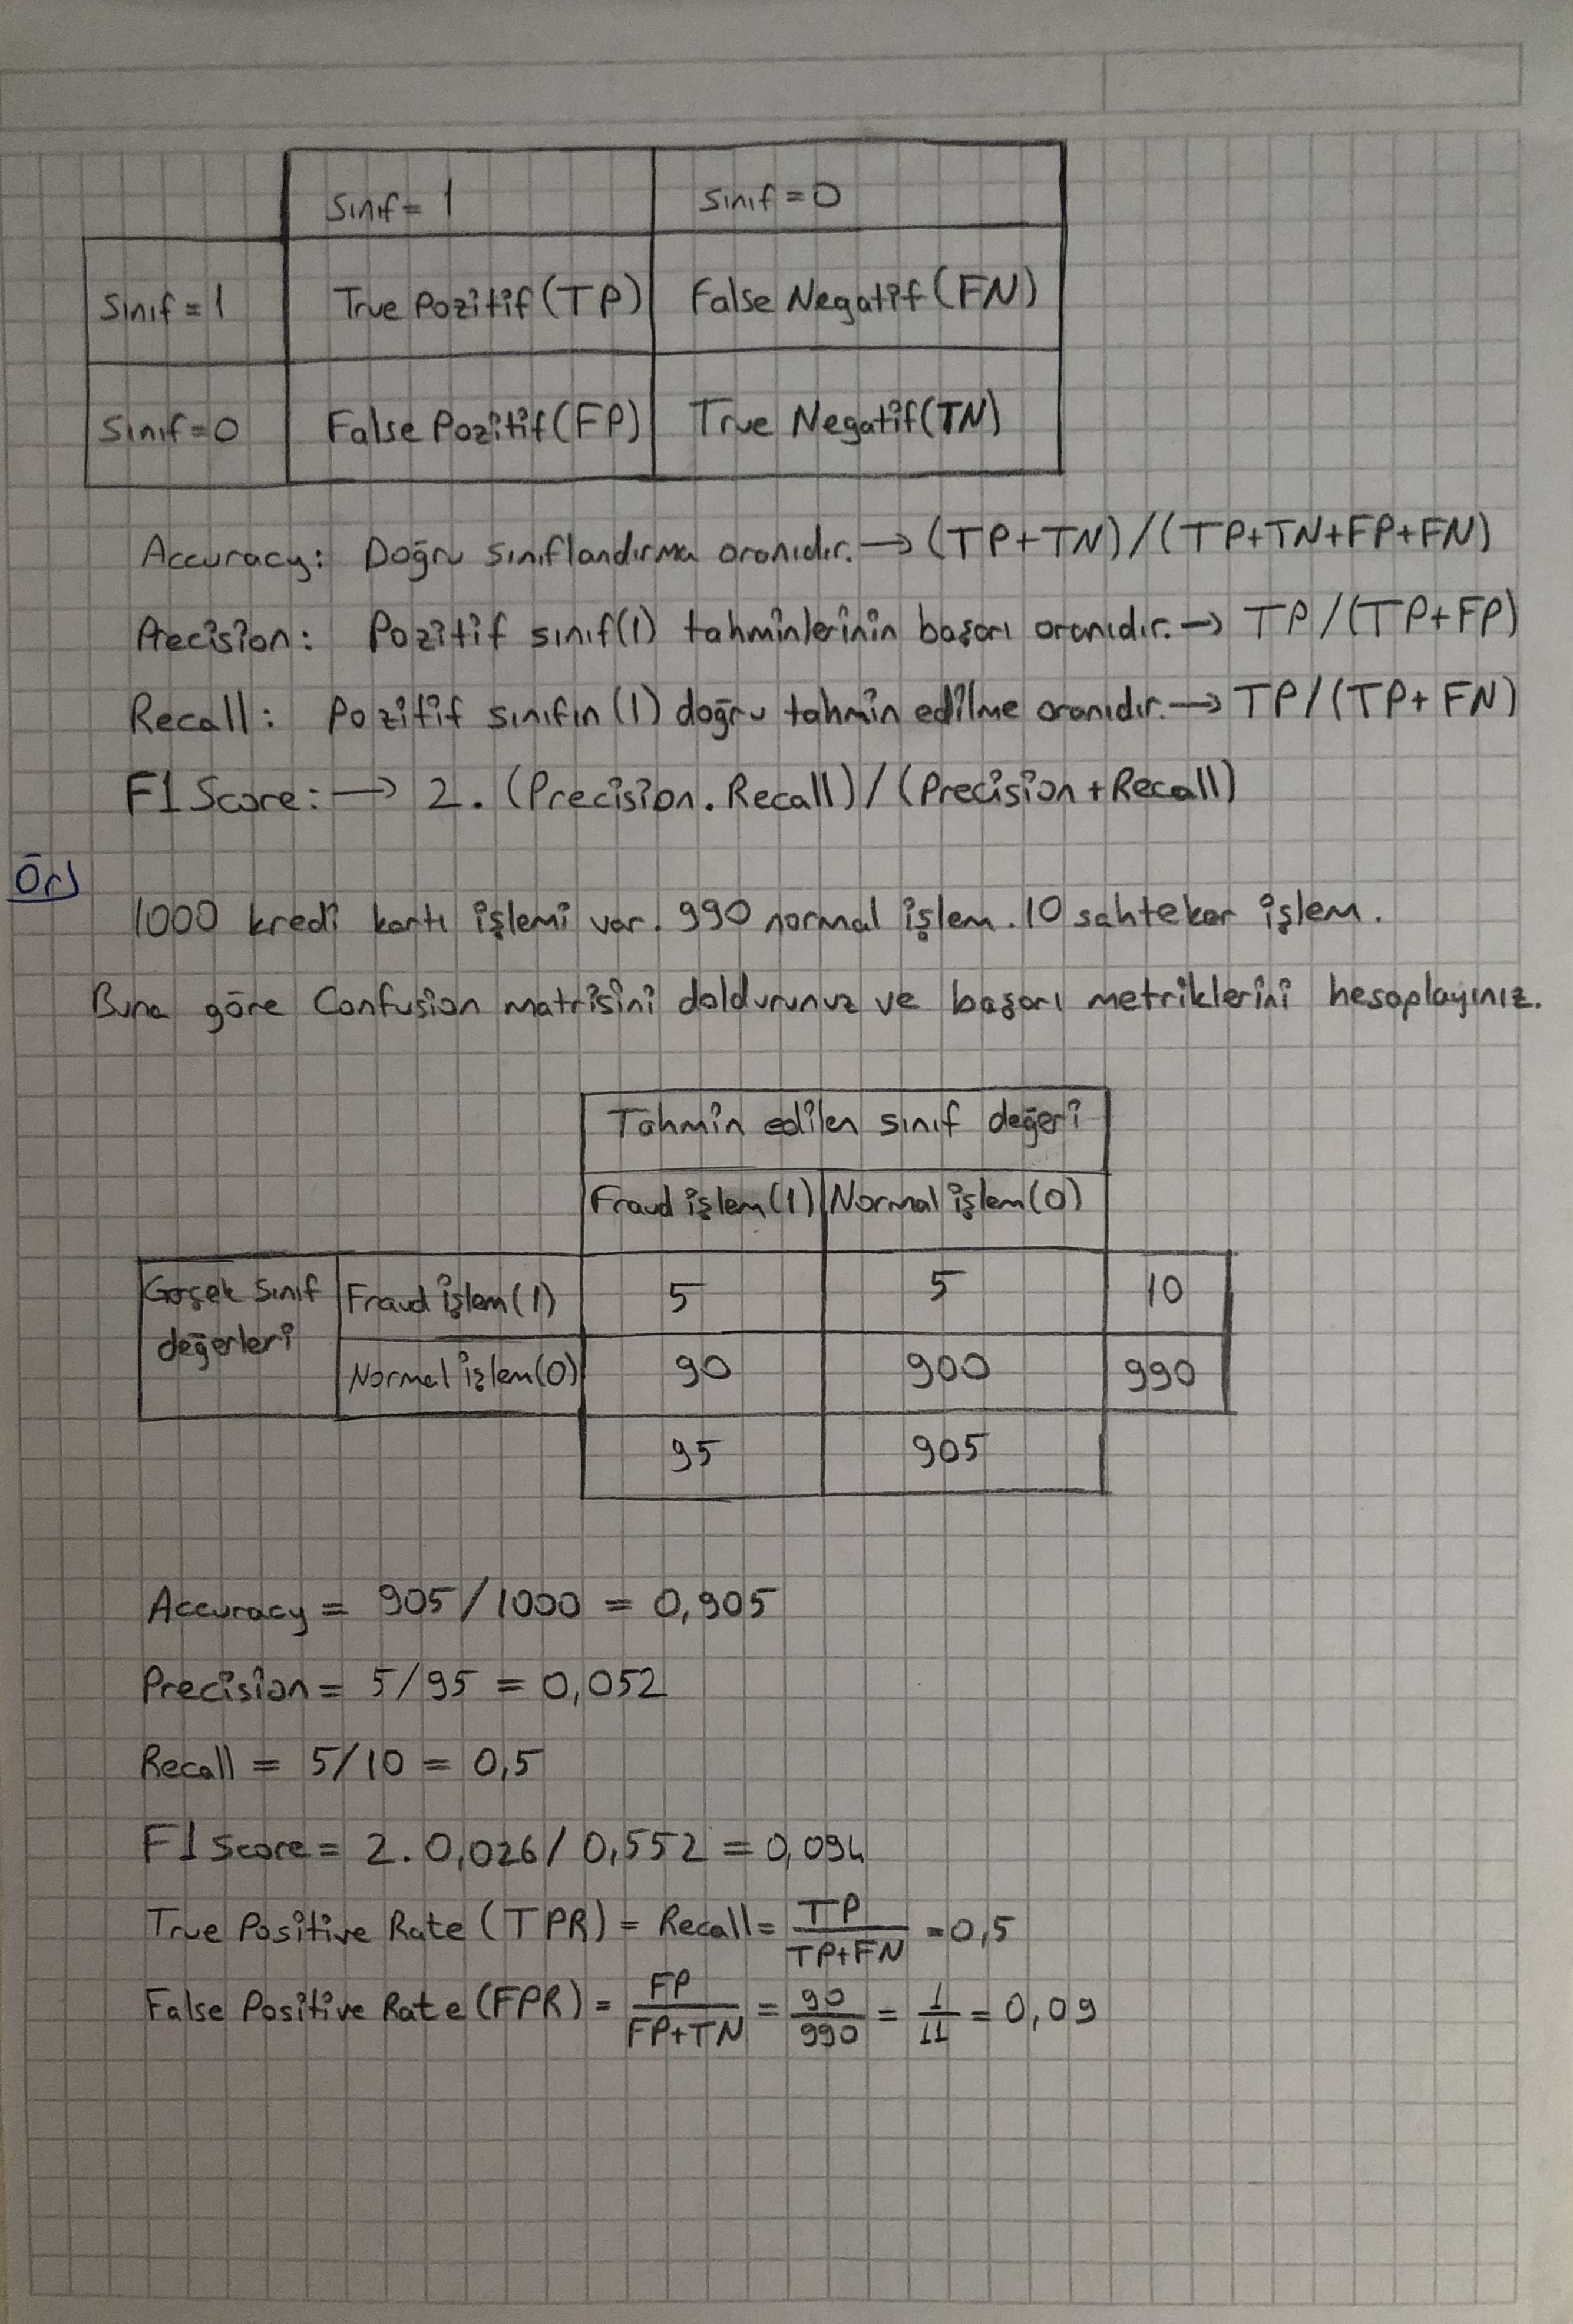 Sınıf = 1 Sınıf = 0
Sınıf = 1 True Pozitif (TP) False Negatif (FN)
Sınıf = 0 False Pozitif (FP) True Negatif (TN)
Accuracy: Doğru sınıflandırma oranıdır. → (TP+TN)/(TP+TN+FP+FN)
Precision: Pozitif sınıf(1) tahminlerinin başarı oranıdır. → TP/(TP+FP)
Recall: Pozitif sınıfın (1) doğru tahmin edilme oranıdır. → TP/(TP+FN)
F1 Score: → 2. (Precision. Recall)/(Precision + Recall)
Ör)
1000 kredi kartı işlemi var. 990 normal işlem. 10 sahtekar işlem.
Buna göre Confusion matrisini doldurunuz ve başarı metriklerini hesaplayınız.
Tahmin edilen sınıf değeri
Fraud işlem(1) Normal işlem(0)
Gerçek sınıf değerleri Fraud işlem(1) 5 5 10
Normal işlem(0) 90 900 990
95 905
Accuracy = 905/1000 = 0,905
Precision = 5/95 = 0,052
Recall = 5/10 = 0,5
F1 Score = 2. 0,026/0,552 = 0,094
True Positive Rate (TPR) = Recall = TP/TP+FN = 0,5
False Positive Rate (FPR) = FP/FP+TN = 90/990 = 1/11 = 0,09